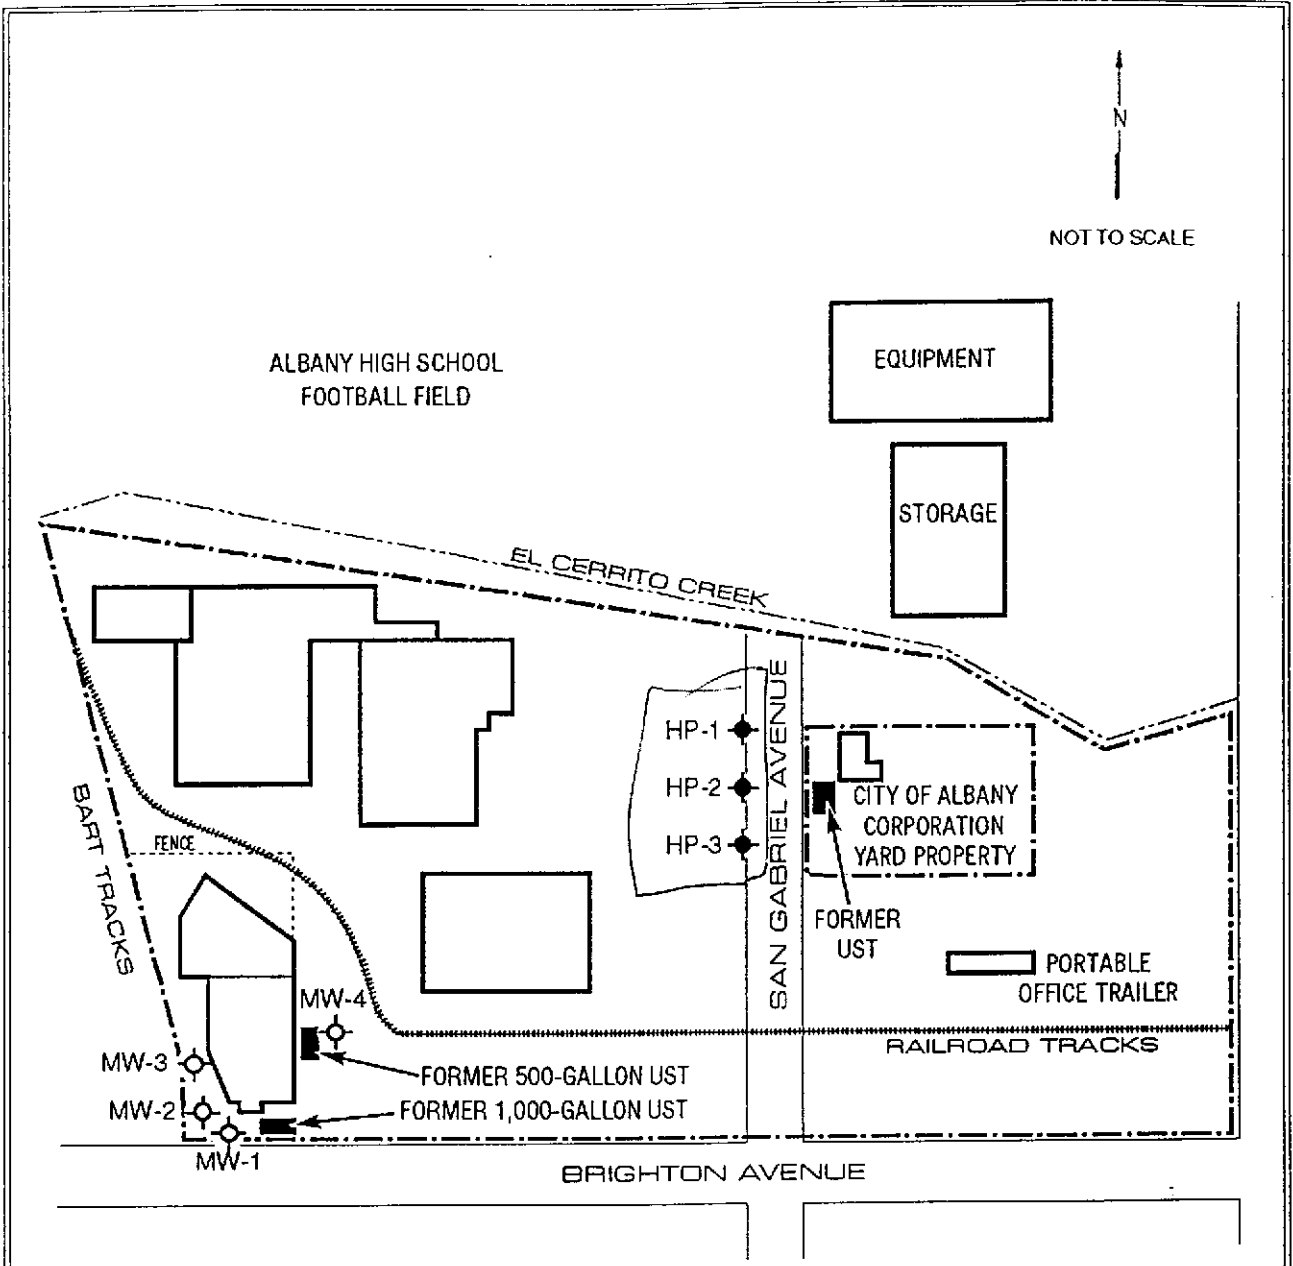 N
NOT TO SCALE
EQUIPMENT
ALBANY HIGH SCHOOL
FOOTBALL FIELD
STORAGE
EL CERRITO CREEK
HP-1
HP-2
HP-3
SAN GABRIEL AVENUE
CITY OF ALBANY
CORPORATION
YARD PROPERTY
BART TRACKS
FENCE
FORMER
UST
PORTABLE
OFFICE TRAILER
MW-4
RAILROAD TRACKS
MW-3
FORMER 500-GALLON UST
MW-2
FORMER 1,000-GALLON UST
MW-1
BRIGHTON AVENUE